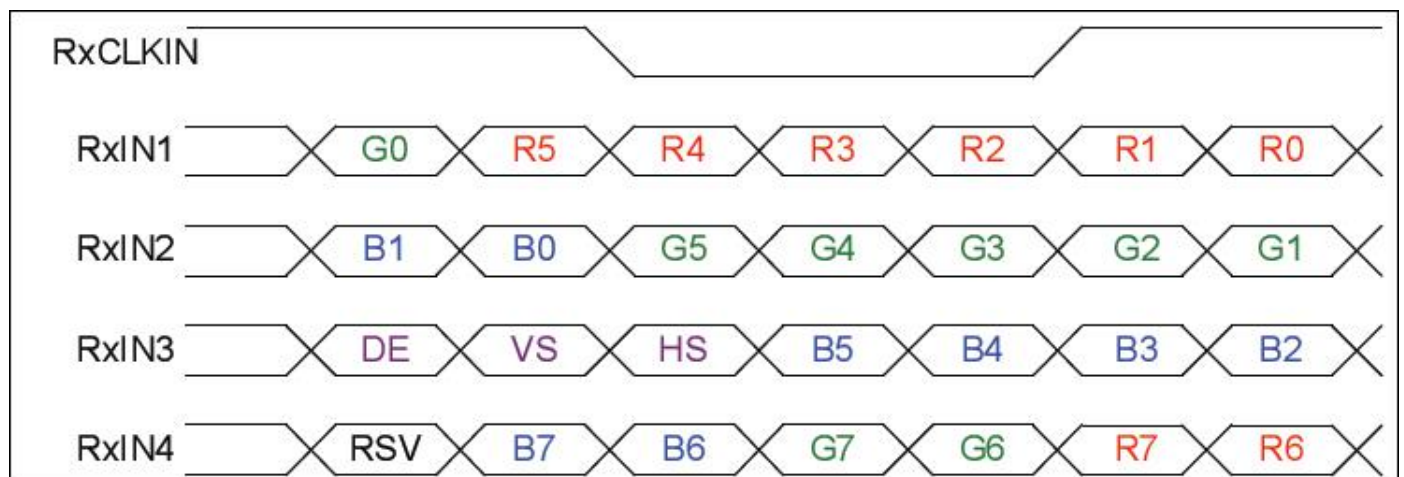 RxCLKIN
RxIN1 G0 R5 R4 R3 R2 R1 R0
RxIN2 B1 B0 G5 G4 G3 G2 G1
RxIN3 DE VS HS B5 B4 B3 B2
RxIN4 RSV B7 B6 G7 G6 R7 R6